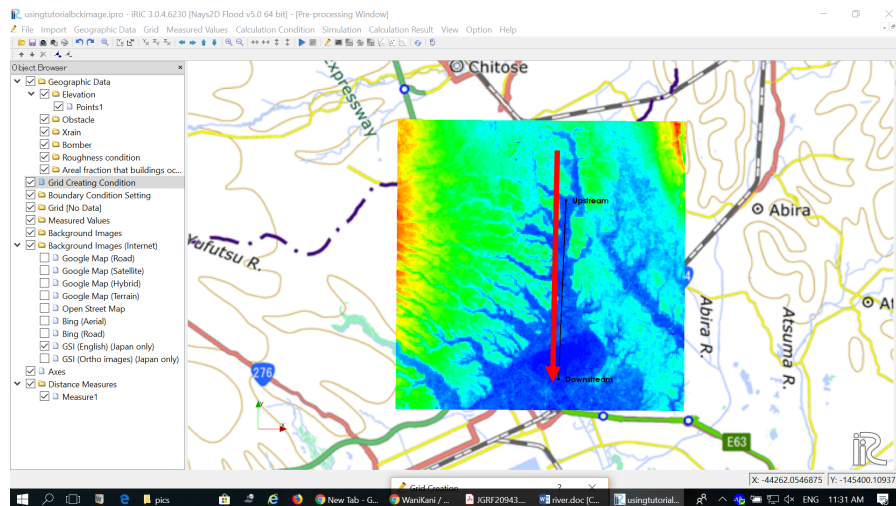 usingtutorialbckimage.ipro - iRIC 3.0.4.6230 [Nays2D Flood v5.0 64 bit] - [Pre-processing Window]
File Import Geographic Data Grid Measured Values Calculation Condition Simulation Calculation Result View Option Help
Object Browser
Geographic Data
Elevation
Points1
Obstacle
Xrain
Bomber
Roughness condition
Areal fraction that buildings oc...
Grid Creating Condition
Boundary Condition Setting
Grid [No Data]
Measured Values
Background Images
Background Images (Internet)
Google Map (Road)
Google Map (Satellite)
Google Map (Hybrid)
Google Map (Terrain)
Open Street Map
Bing (Aerial)
Bing (Road)
GSI (English) (Japan only)
GSI (Ortho images) (Japan only)
Axes
Distance Measures
Measure1
Chitose
Expressway
Upstream
Abira
Yufutsu R.
4
Abira R.
Atsuma R.
276
Downstream
E63
Y
X
iRIC
X: -44262.0546875 Y: -145400.10937
Grid Creation ? ×
pics
New Tab - G...
WaniKani / ...
JGRF20943....
river.doc [C...
usingtutorial...
ENG 11:31 AM